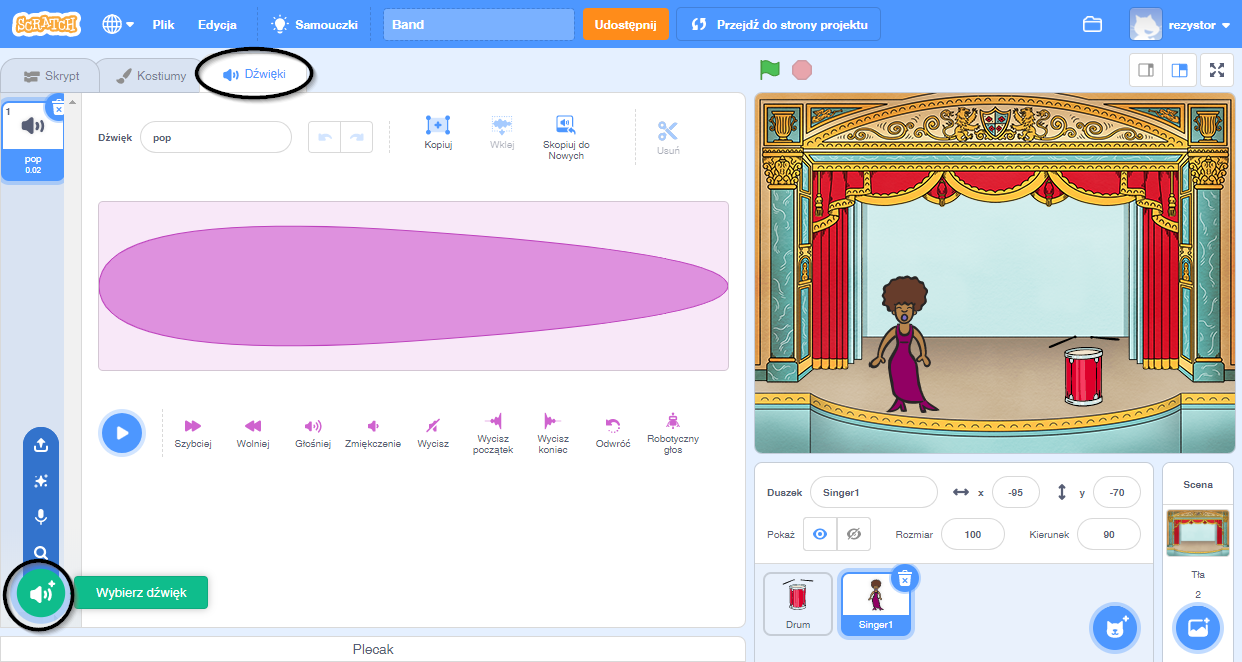 SCRATCH
Plik
Edycja
Samouczki
Band
Udostępnij
Przejdź do strony projektu
rezystor
Skrypt
Kostiumy
Dźwięki
1
pop
0.02
Dźwięk
pop
Kopiuj
Wklej
Skopiuj do
Nowych
Usuń
Szybciej
Wolniej
Głośniej
Zmiękczenie
Wycisz
Wycisz
początek
Wycisz
koniec
Odwróć
Robotyczny
głos
Wybierz dźwięk
Plecak
Duszek
Singer1
x
-95
y
-70
Pokaż
Rozmiar
100
Kierunek
90
Drum
Singer1
Scena
Tła
2